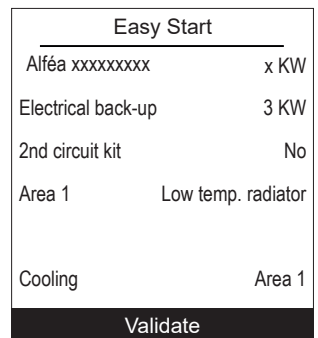 Easy Start
Alféa xxxxxxxxx x KW
Electrical back-up 3 KW
2nd circuit kit No
Area 1 Low temp. radiator
Cooling Area 1
Validate